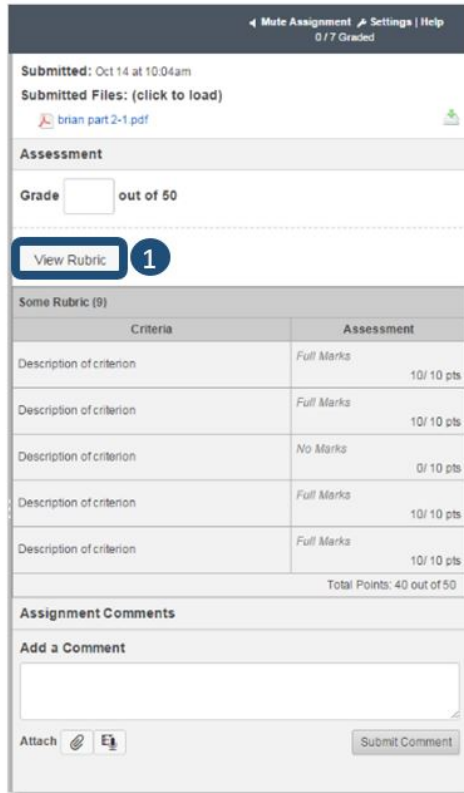 Mute Assignment Settings | Help
0 / 7 Graded
Submitted: Oct 14 at 10:04am
Submitted Files: (click to load)
brian part 2-1.pdf
Assessment
Grade out of 50
View Rubric 1
Some Rubric (9)
Criteria Assessment
Description of criterion Full Marks
10/ 10 pts
Description of criterion Full Marks
10/ 10 pts
Description of criterion No Marks
0/ 10 pts
Description of criterion Full Marks
10/ 10 pts
Description of criterion Full Marks
10/ 10 pts
Total Points: 40 out of 50
Assignment Comments
Add a Comment
Attach Submit Comment